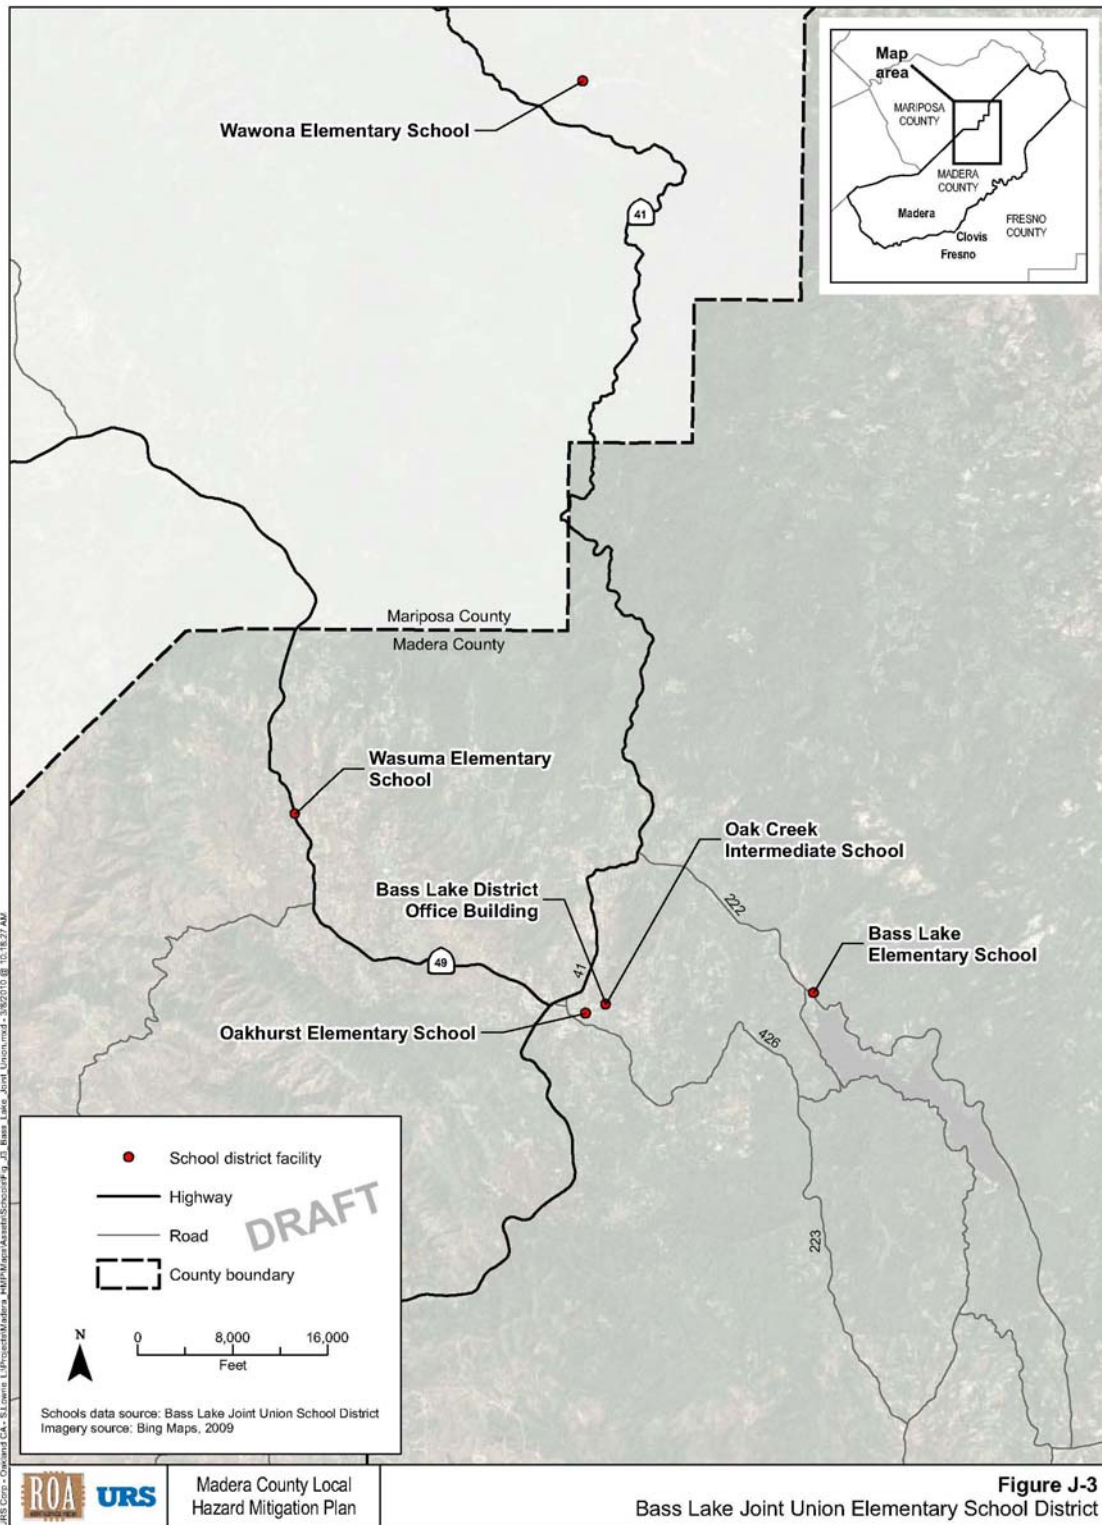 Wawona Elementary School
41
Map
area
MARIPOSA
COUNTY
MADERA
COUNTY
Madera
FRESNO
COUNTY
Clovis
Fresno
Mariposa County
Madera County
Wasuma Elementary
School
Oak Creek
Intermediate School
Bass Lake District
Office Building
222
Bass Lake
Elementary School
49
41
Oakhurst Elementary School
426
223
School district facility
Highway
Road
County boundary
DRAFT
N
0 8,000 16,000
Feet
Schools data source: Bass Lake Joint Union School District
Imagery source: Bing Maps, 2009
ROA
URS
Madera County Local
Hazard Mitigation Plan
Figure J-3
Bass Lake Joint Union Elementary School District